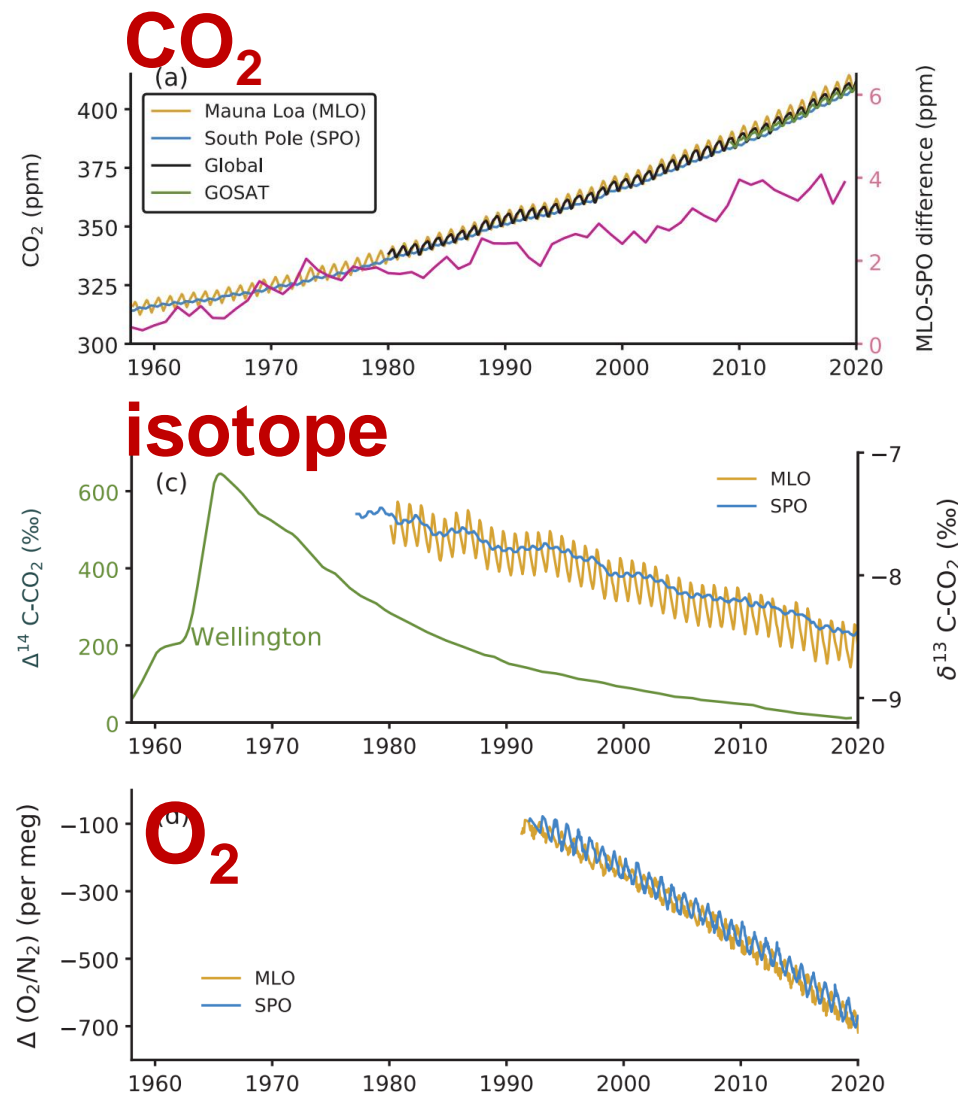 CO₂
(a)
Mauna Loa (MLO)
South Pole (SPO)
Global
GOSAT
CO₂ (ppm)
400
375
350
325
300
6
4
2
0
MLO-SPO difference (ppm)
1960 1970 1980 1990 2000 2010 2020
isotope
(c)
MLO
SPO
Wellington
Δ¹⁴ C-CO₂ (‰)
600
400
200
0
−7
−8
−9
δ¹³ C-CO₂ (‰)
1960 1970 1980 1990 2000 2010 2020
O₂
(d)
MLO
SPO
Δ (O₂/N₂) (per meg)
−100
−300
−500
−700
1960 1970 1980 1990 2000 2010 2020